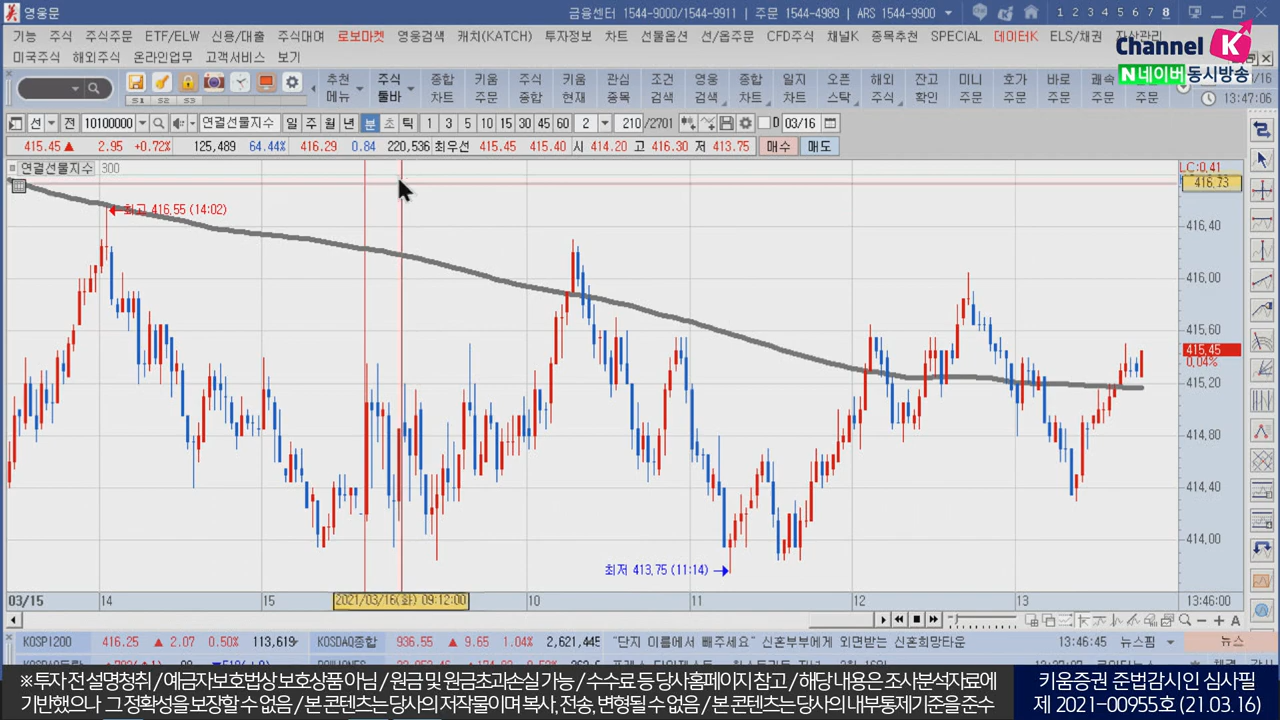 영웅문
금융센터 1544-9000/1544-9911 | 주문 1544-4989 | ARS 1544-9900
1 2 3 4 5 6 7 8
기능 주식 주식주문 ETF/ELW 신용/대출 주식대여 로보마켓 영웅검색 캐치(KATCH) 투자정보 차트 선물옵션 선/옵주문 CFD주식 채널K 종목추천 SPECIAL 데이터K ELS/채권 자산관리
미국주식 해외주식 온라인업무 고객서비스 보기
Channel K
N네이버동시방송
추천 메뉴
주식 툴바
종합 차트
키움 주문
주식 종합
키움 현재
관심 종목
조건 검색
영웅 검색
종합 차트
일지 차트
오픈 스탁
해외 주식
잔고 확인
미니 주문
호가 주문
바로 주문
쾌속 주문
주문
S1 S2 S3
/16
13:47:06
선 전 10100000 연결선물지수 일 주 월 년 분 초 틱 1 3 5 10 15 30 45 60 2 210 /2701 D 03/16
415.45 ▲ 2.95 +0.72% 125,489 64.44% 416.29 0.84 220,536 최우선 415.45 415.40 시 414.20 고 416.30 저 413.75 매수 매도
연결선물지수 300
LC:0.41
416.73
최고 416.55 (14:02)
416.40
416.00
415.60
415.45
0.04%
415.20
414.80
414.40
414.00
최저 413.75 (11:14)
03/15 14 15 2021/03/16(화) 09:12:00 10 11 12 13 13:46:00
KOSPI200 416.25 ▲ 2.07 0.50% 113,619 KOSDAQ종합 936.55 ▲ 9.65 1.04% 2,621,445 "단지 이름에서 빼주세요" 신혼부부에게 외면받는 신혼희망타운 13:46:45 뉴스핌 뉴스
※ 투자 전 설명청취 / 예금자보호법상 보호상품 아님 / 원금 및 원금초과손실 가능 / 수수료 등 당사홈페이지 참고 / 해당 내용은 조사분석자료에
기반했으나 그 정확성을 보장할 수 없음 / 본 콘텐츠는 당사의 저작물이며 복사, 전송, 변형될 수 없음 / 본 콘텐츠는 당사의 내부통제기준을 준수
키움증권 준법감시인 심사필
제 2021-00955호 (21.03.16)